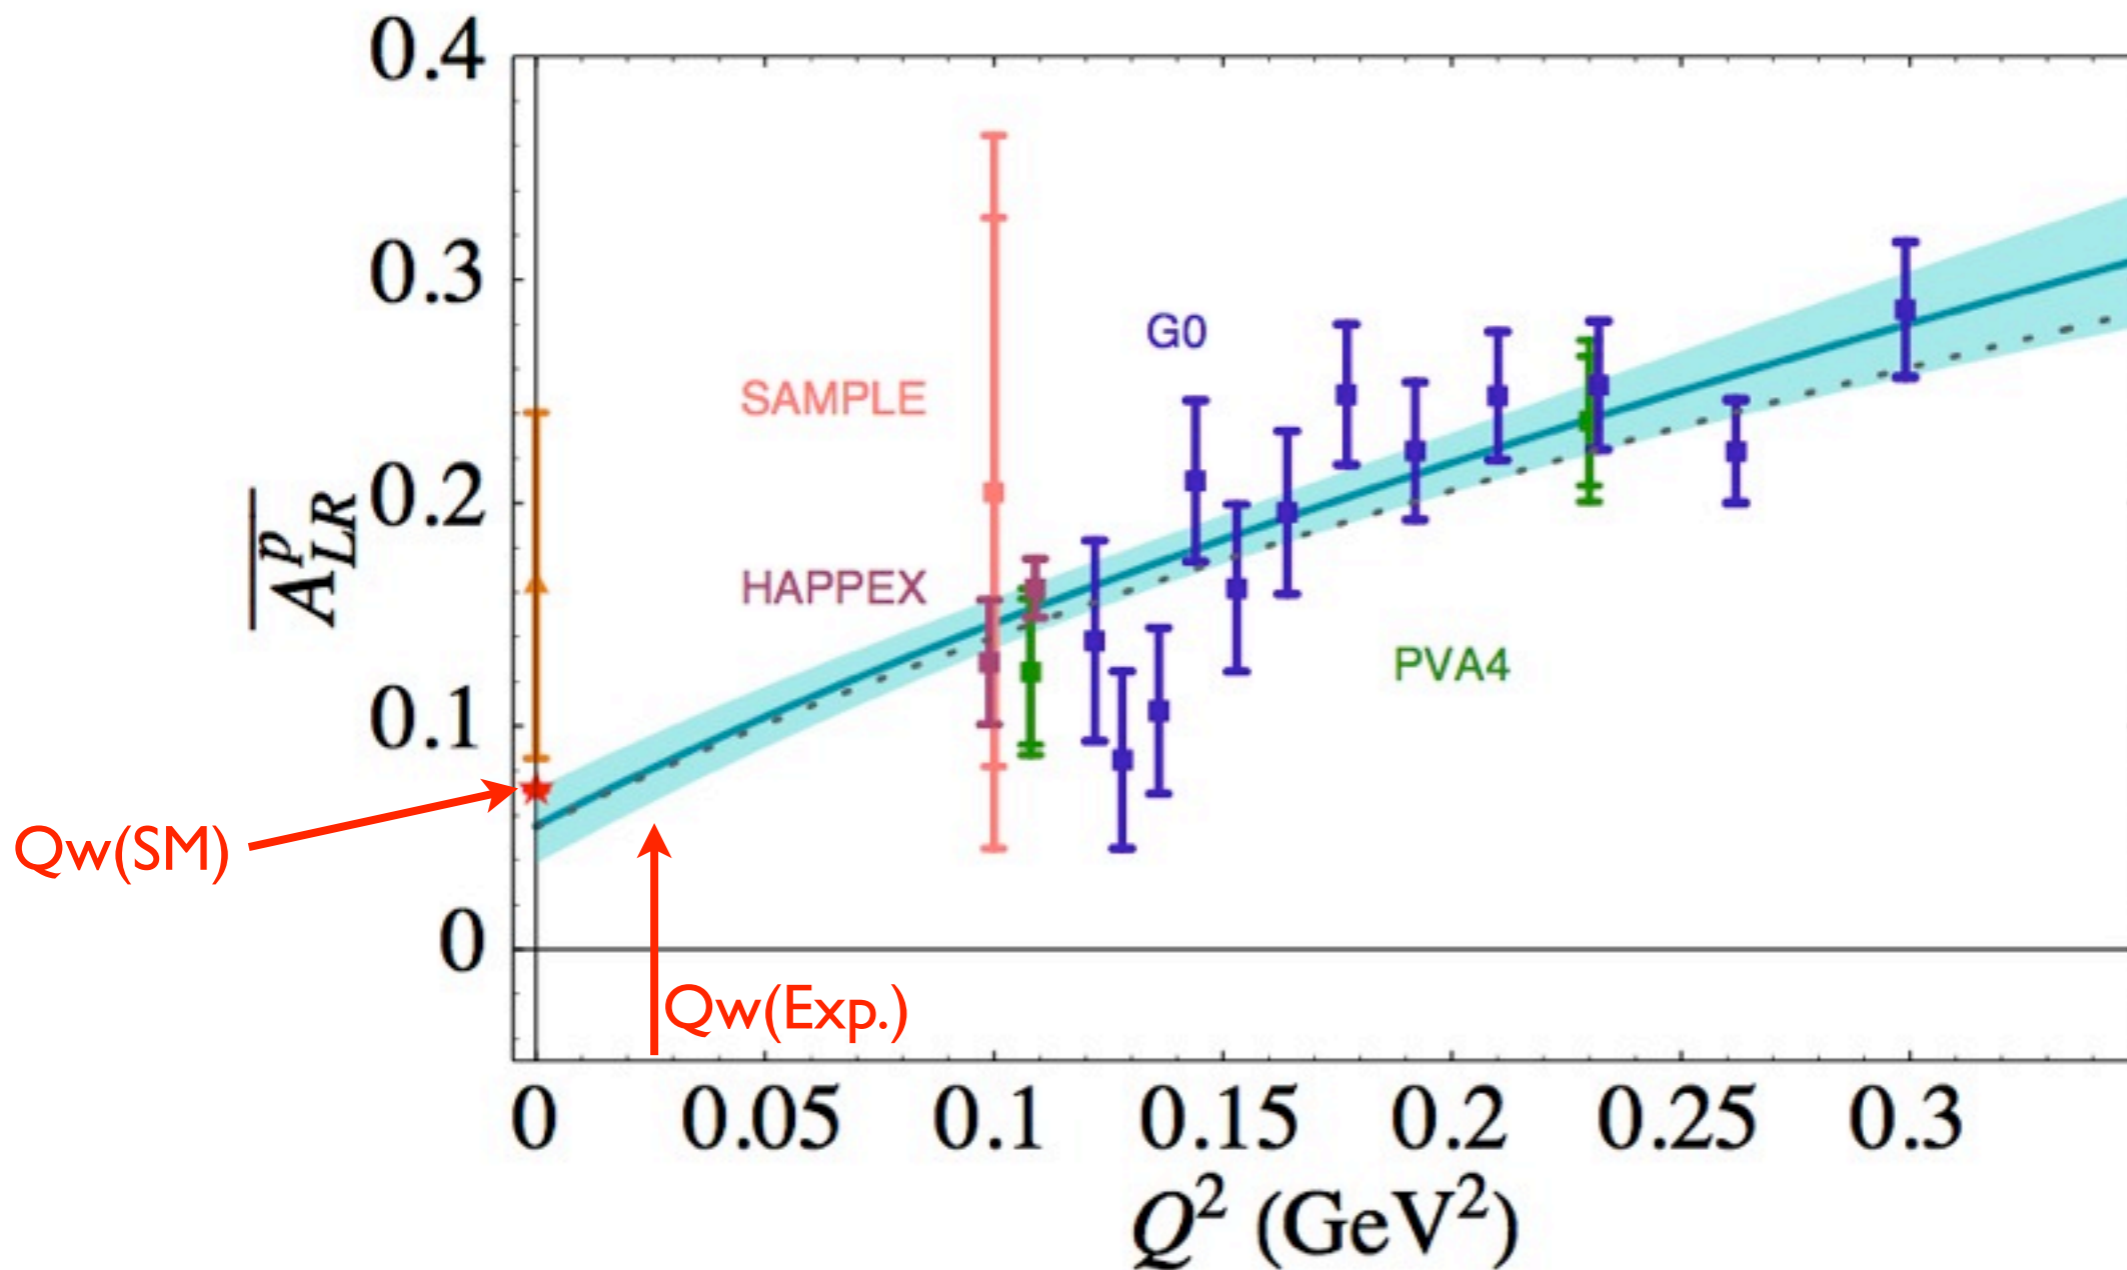 0.4
0.3
0.2
0.1
0
A^p_LR
SAMPLE
HAPPEX
G0
PVA4
Qw(SM)
Qw(Exp.)
0 0.05 0.1 0.15 0.2 0.25 0.3
Q² (GeV²)